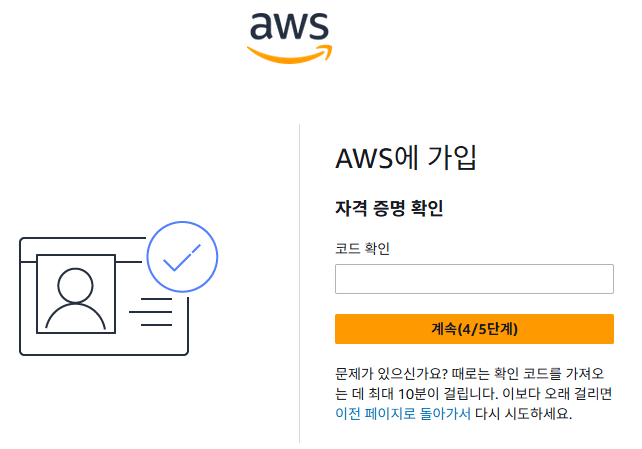 aws
AWS에 가입
자격 증명 확인
코드 확인
계속(4/5단계)
문제가 있으신가요? 때로는 확인 코드를 가져오
는 데 최대 10분이 걸립니다. 이보다 오래 걸리면
이전 페이지로 돌아가서 다시 시도하세요.